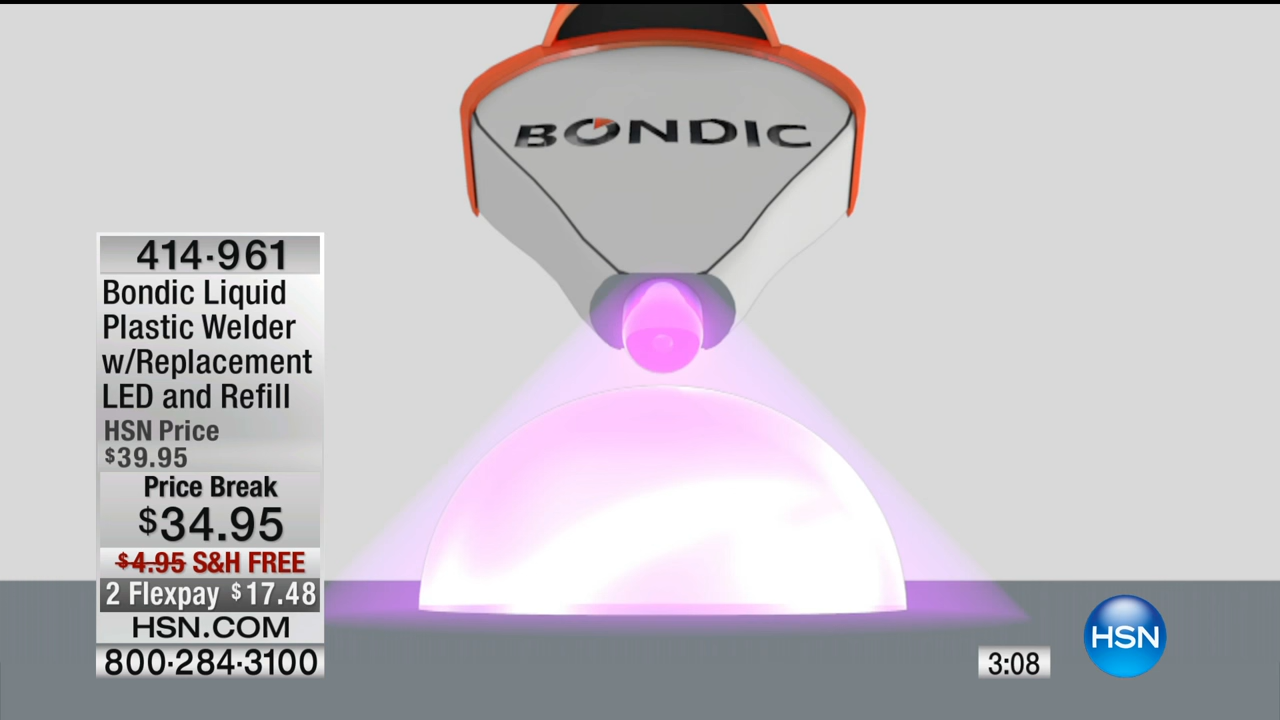 BONDIC
414·961
Bondic Liquid
Plastic Welder
w/Replacement
LED and Refill
HSN Price
$39.95
Price Break
$34.95
$4.95 S&H FREE
2 Flexpay $17.48
HSN.COM
800·284·3100
3:08
HSN